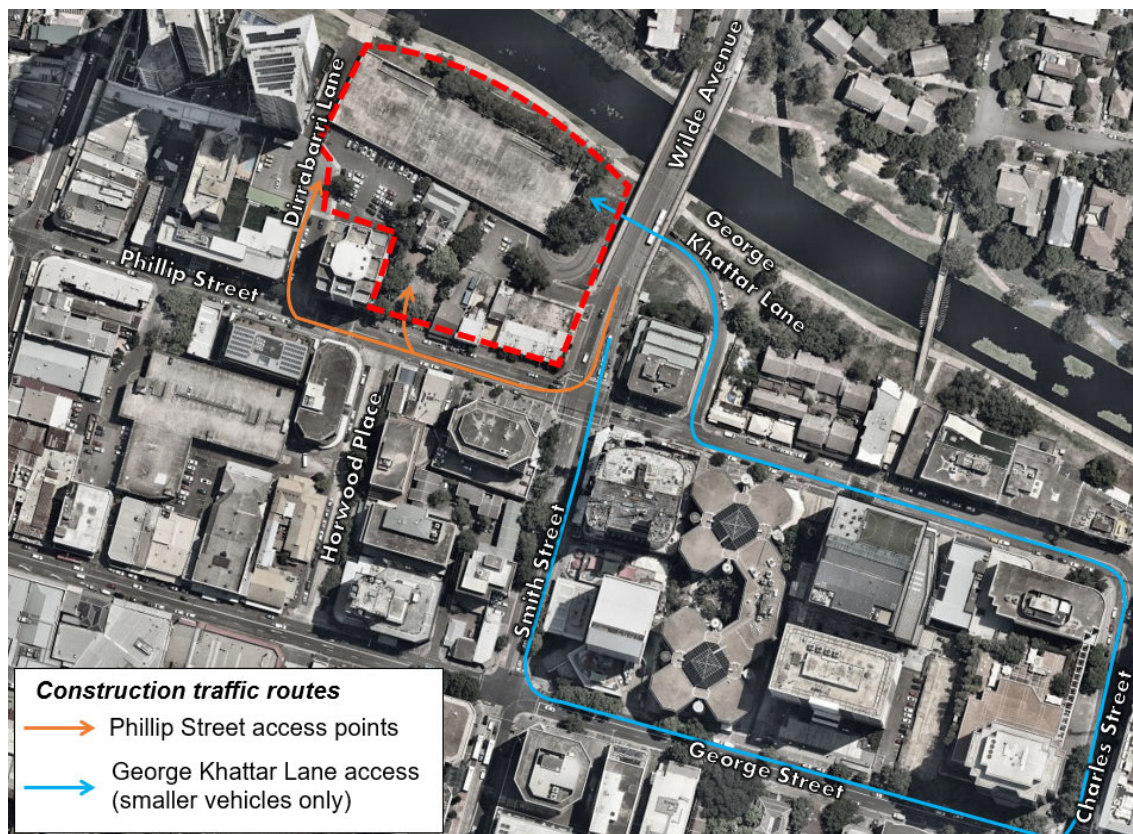 Dirrabarri Lane
Wilde Avenue
George
Khattar Lane
Phillip Street
Horwood Place
Smith Street
George Street
Charles Street
Construction traffic routes
Phillip Street access points
George Khattar Lane access
(smaller vehicles only)